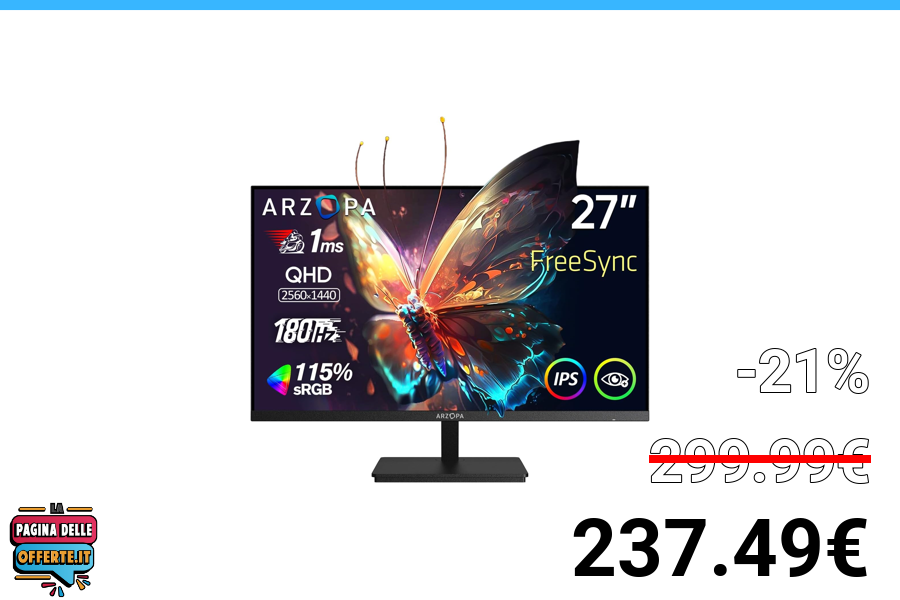 ARZOPA
27"
1ms
FreeSync
QHD
2560×1440
180Hz
115%
sRGB
IPS
ARZOPA
-21%
299.99€
237.49€
LA
PAGINA DELLE
OFFERTE.IT